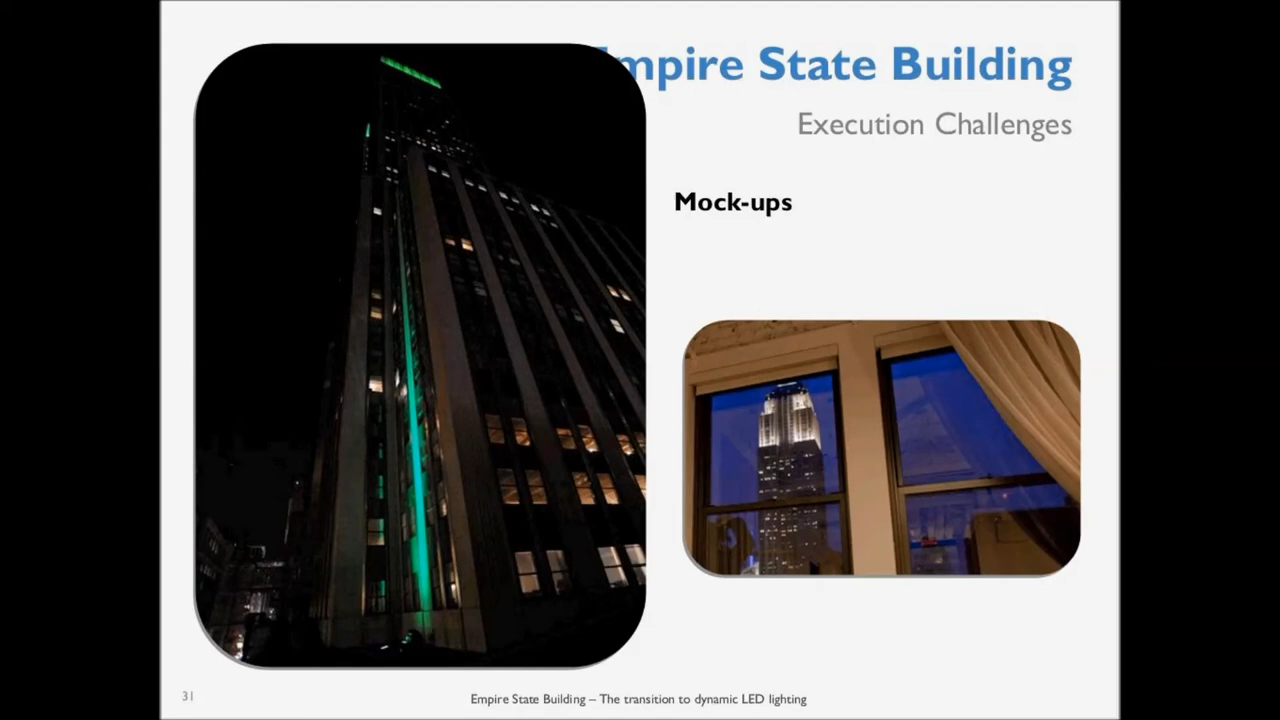 mpire State Building
Execution Challenges
Mock-ups
31
Empire State Building – The transition to dynamic LED lighting